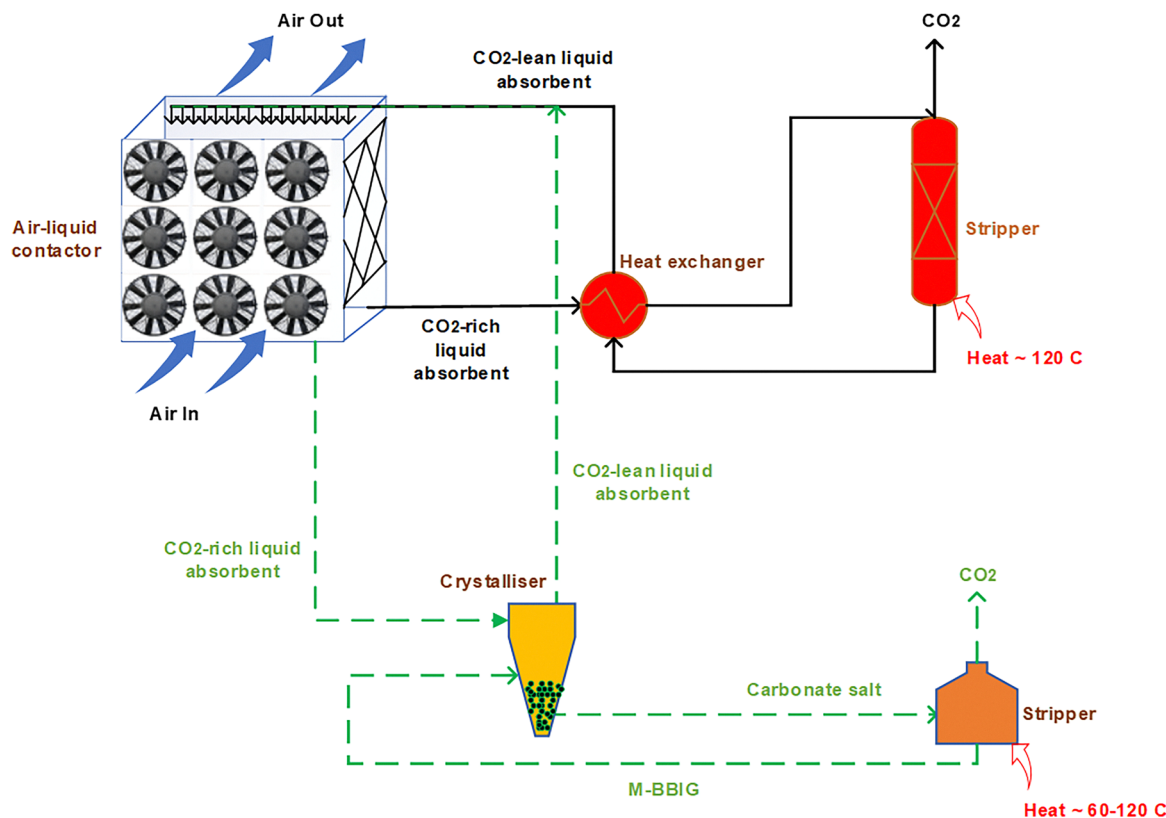 Air Out
CO2
CO2-lean liquid
absorbent
Air-liquid
contactor
Stripper
Heat exchanger
CO2-rich
liquid
absorbent
Heat ~ 120 C
Air In
CO2-lean liquid
absorbent
CO2-rich liquid
absorbent
Crystalliser
CO2
Carbonate salt
Stripper
M-BBIG
Heat ~ 60-120 C